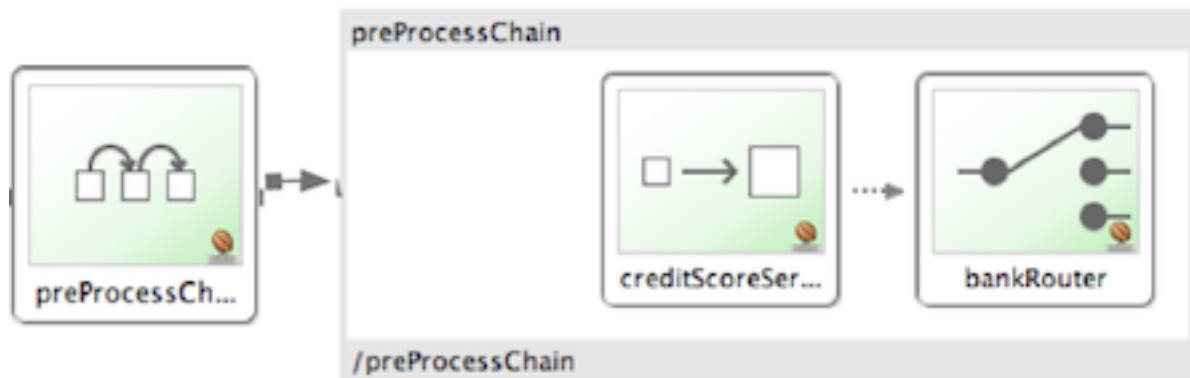 preProcessChain
preProcessCh...
creditScoreSer...
bankRouter
/preProcessChain